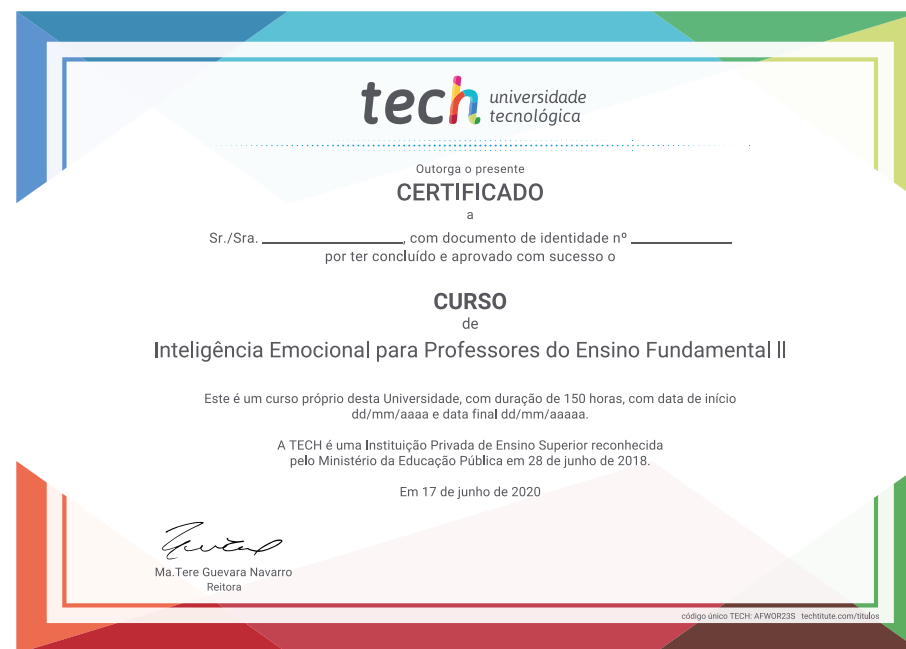 tech universidade
tecnológica
Outorga o presente
CERTIFICADO
a
Sr./Sra. ________________, com documento de identidade nº ____________
por ter concluído e aprovado com sucesso o
CURSO
de
Inteligência Emocional para Professores do Ensino Fundamental II
Este é um curso próprio desta Universidade, com duração de 150 horas, com data de início
dd/mm/aaaa e data final dd/mm/aaaaa.
A TECH é uma Instituição Privada de Ensino Superior reconhecida
pelo Ministério da Educação Pública em 28 de junho de 2018.
Em 17 de junho de 2020
Ma.Tere Guevara Navarro
Reitora
código único TECH: AFWOR23S techtitute.com/titulos